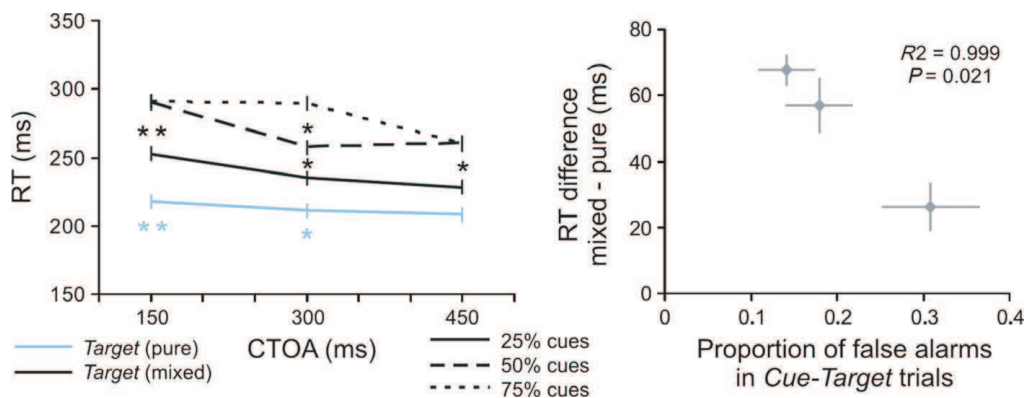 350
300
250
200
150
RT (ms)
* *
*
*
*
* *
*
150
300
450
CTOA (ms)
Target (pure)
Target (mixed)
25% cues
50% cues
75% cues
80
60
40
20
0
RT difference
mixed - pure (ms)
R2 = 0.999
P = 0.021
0
0.1
0.2
0.3
0.4
Proportion of false alarms
in Cue-Target trials